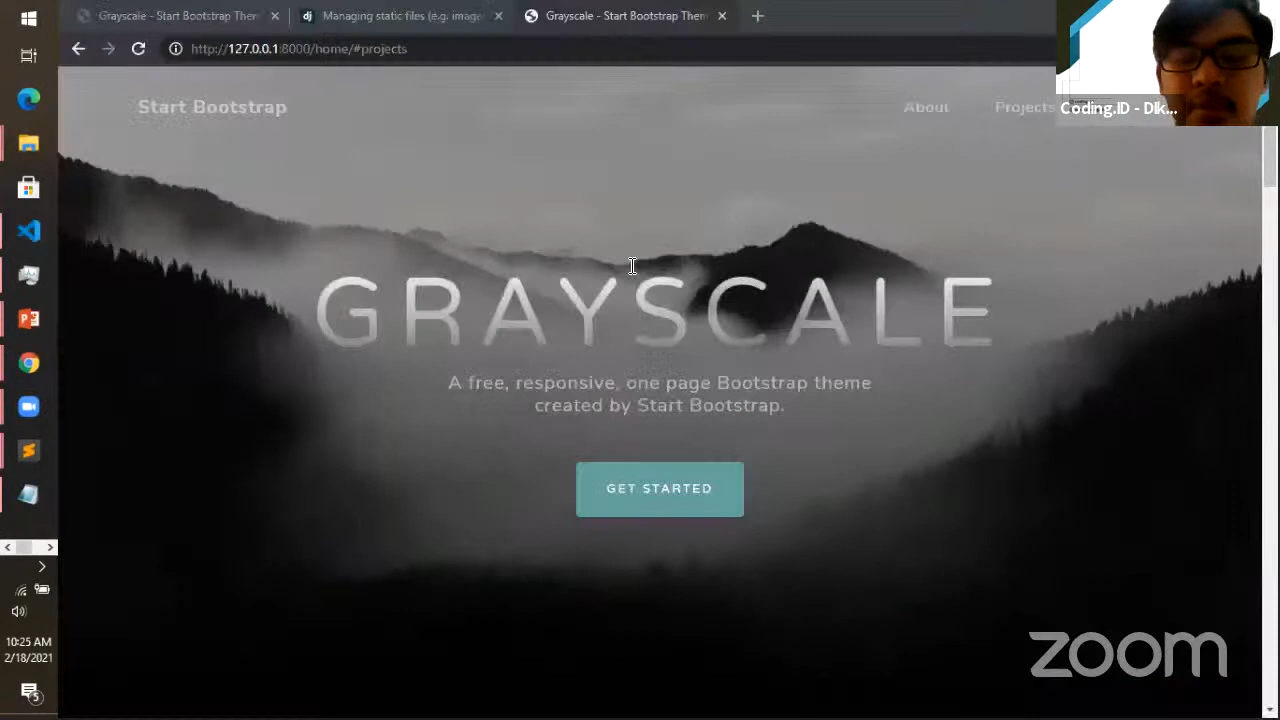 Grayscale - Start Bootstrap Them
Managing static files (e.g. image
Grayscale - Start Bootstrap Them
http://127.0.0.1:8000/home/#projects
Start Bootstrap
About
Projects
Coding.ID - Dik...
GRAYSCALE
A free, responsive, one page Bootstrap theme
created by Start Bootstrap.
GET STARTED
10:25 AM
2/18/2021
5
zoom